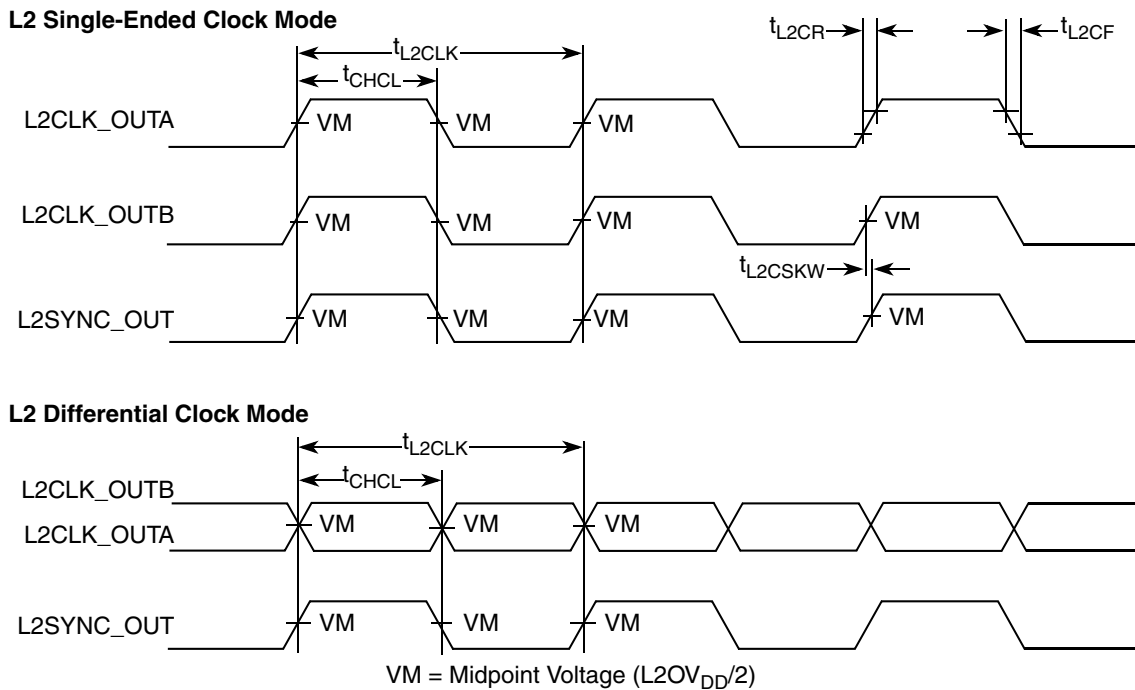 L2 Single-Ended Clock Mode
tL2CR
tL2CF
tL2CLK
tCHCL
L2CLK_OUTA
VM
VM
VM
L2CLK_OUTB
VM
VM
VM
VM
tL2CSKW
L2SYNC_OUT
VM
VM
VM
VM
L2 Differential Clock Mode
tL2CLK
L2CLK_OUTB
tCHCL
L2CLK_OUTA
VM
VM
VM
L2SYNC_OUT
VM
VM
VM
VM = Midpoint Voltage (L2OVDD/2)